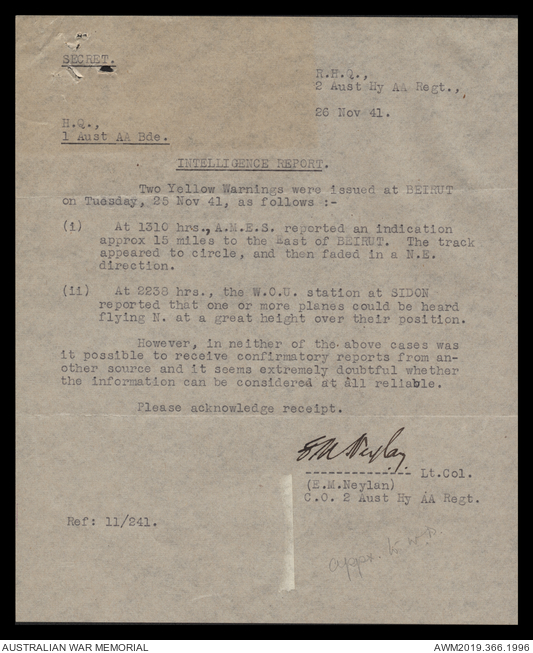 SECRET.
R.H.Q.,
2 Aust Hy AA Regt.,
26 Nov 41.
H.Q.,
1 Aust AA Bde.
INTELLIGENCE REPORT.
Two Yellow Warnings were issued at BEIRUT
on Tuesday, 25 Nov 41, as follows :-
(i) At 1310 hrs., A.M.E.S. reported an indication
approx 15 miles to the East of BEIRUT. The track
appeared to circle, and then faded in a N.E.
direction.
(ii) At 2238 hrs., the W.O.U. station at SIDON
reported that one or more planes could be heard
flying N. at a great height over their position.
However, in neither of the above cases was
it possible to receive confirmatory reports from an-
other source and it seems extremely doubtful whether
the information can be considered at all reliable.
Please acknowledge receipt.
E M Neylan
-------------- Lt.Col.
(E.M.Neylan)
C.O. 2 Aust Hy AA Regt.
Ref: 11/241.
appx. to W.D.
AUSTRALIAN WAR MEMORIAL
AWM2019.366.1996